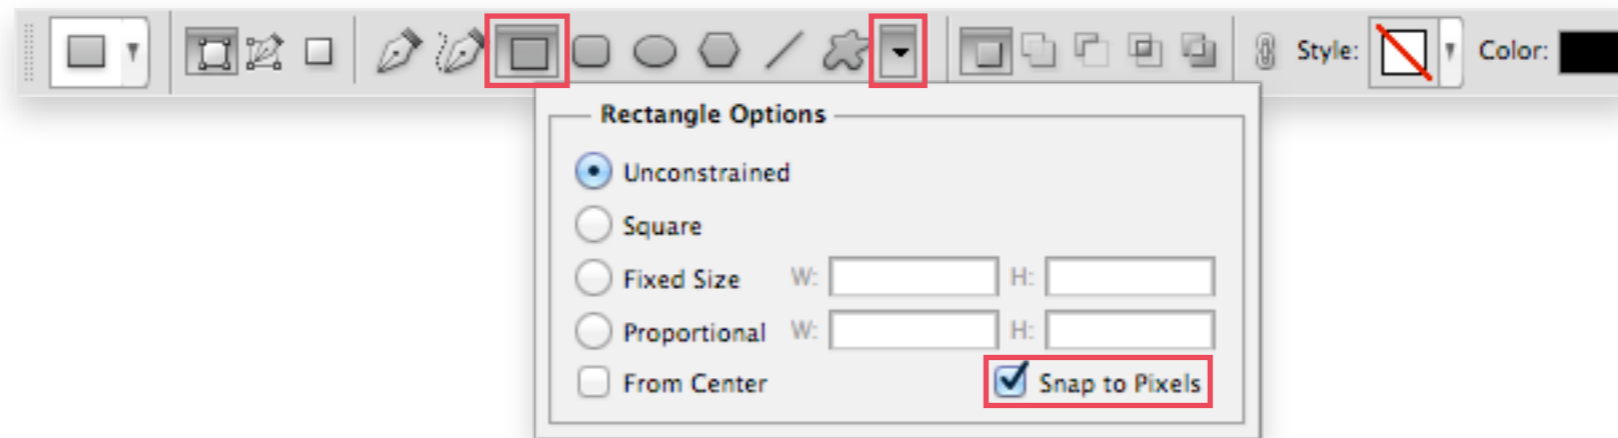 Style: Color:
Rectangle Options
Unconstrained
Square
Fixed Size W: H:
Proportional W: H:
From Center Snap to Pixels